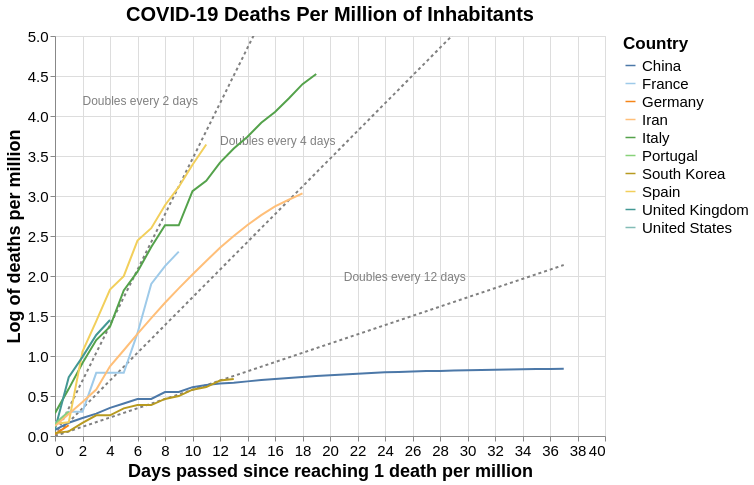 COVID-19 Deaths Per Million of Inhabitants
5.0
4.5
4.0
3.5
3.0
2.5
2.0
1.5
1.0
0.5
0.0
Log of deaths per million
Doubles every 2 days
Doubles every 4 days
Doubles every 12 days
0 2 4 6 8 10 12 14 16 18 20 22 24 26 28 30 32 34 36 38 40
Days passed since reaching 1 death per million
Country
China
France
Germany
Iran
Italy
Portugal
South Korea
Spain
United Kingdom
United States